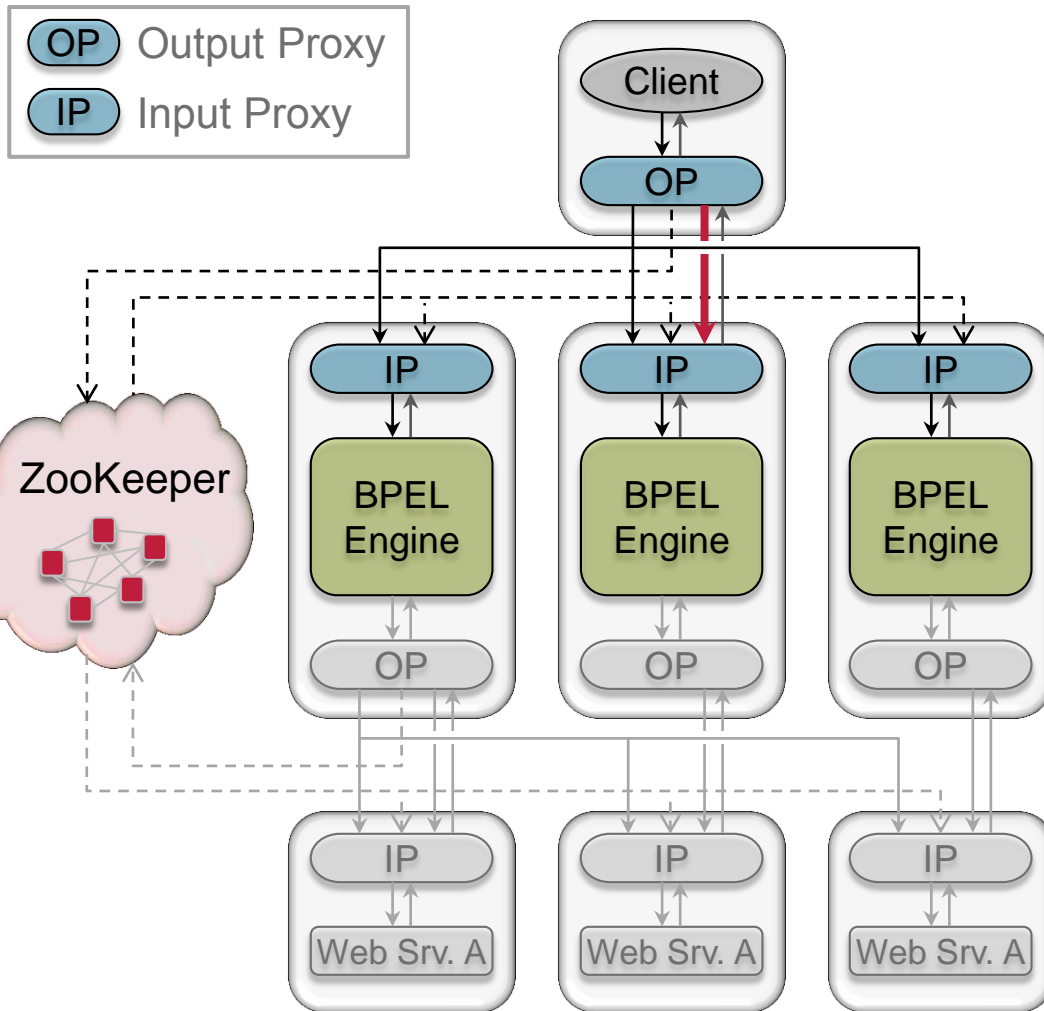 OP Output Proxy
IP Input Proxy
Client
OP
IP
IP
IP
ZooKeeper
BPEL
Engine
BPEL
Engine
BPEL
Engine
OP
OP
OP
IP
IP
IP
Web Srv. A
Web Srv. A
Web Srv. A